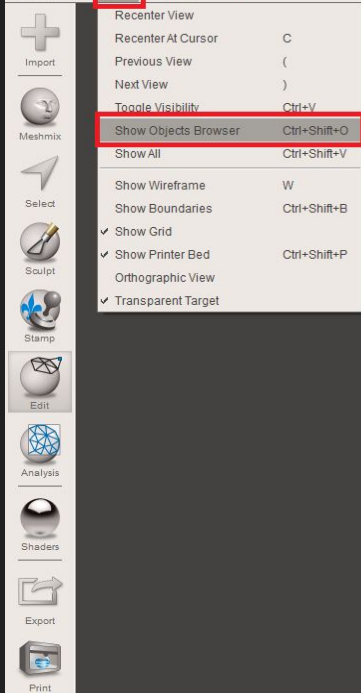 Recenter View
Recenter At Cursor C
Previous View (
Next View )
Toggle Visibility Ctrl+V
Show Objects Browser Ctrl+Shift+O
Show All Ctrl+Shift+V
Show Wireframe W
Show Boundaries Ctrl+Shift+B
✓ Show Grid
✓ Show Printer Bed Ctrl+Shift+P
Orthographic View
✓ Transparent Target
Import
Meshmix
Select
Sculpt
Stamp
Edit
Analysis
Shaders
Export
Print